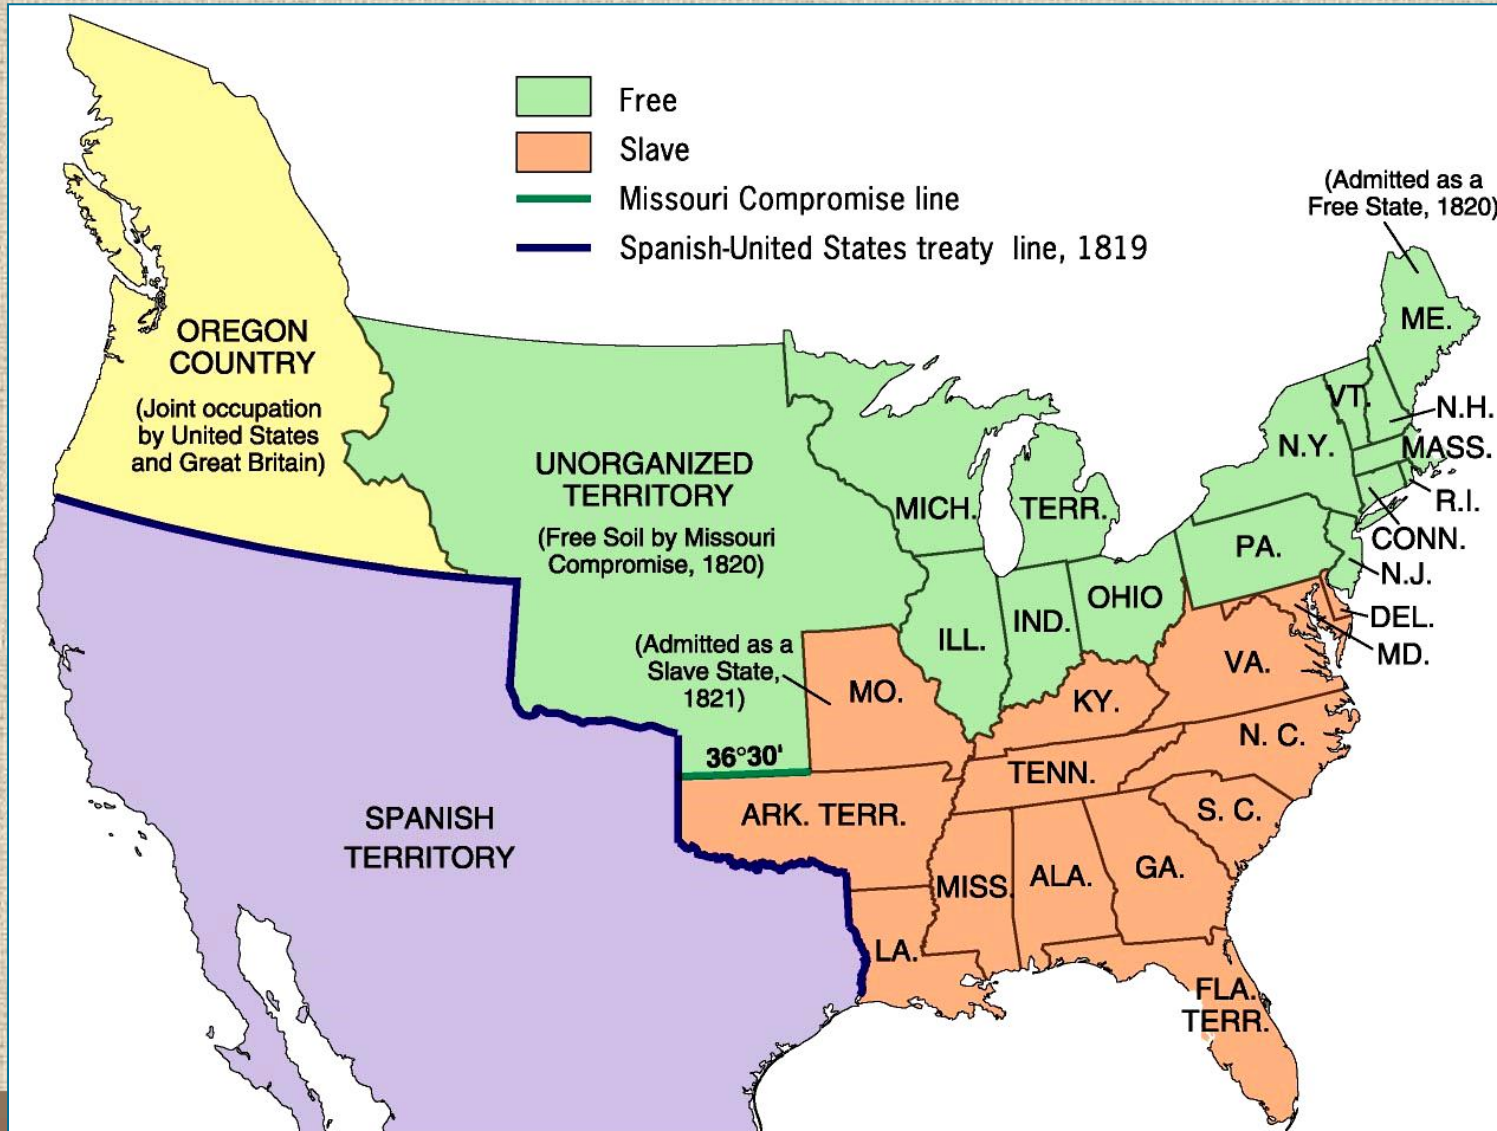 Free
Slave
Missouri Compromise line
Spanish-United States treaty line, 1819
(Admitted as a
Free State, 1820)
ME.
OREGON
COUNTRY
(Joint occupation
by United States
and Great Britain)
VT.
N.H.
N.Y.
MASS.
UNORGANIZED
TERRITORY
(Free Soil by Missouri
Compromise, 1820)
MICH. TERR.
R.I.
CONN.
PA.
N.J.
OHIO
IND.
ILL.
DEL.
MD.
VA.
(Admitted as a
Slave State,
1821)
MO.
KY.
N. C.
36°30'
TENN.
ARK. TERR.
S. C.
SPANISH
TERRITORY
MISS.
ALA.
GA.
LA.
FLA.
TERR.